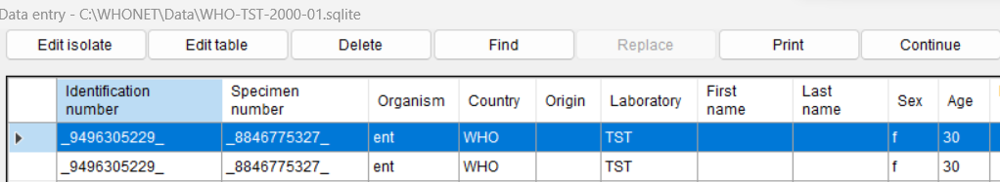 Data entry - C:\WHONET\Data\WHO-TST-2000-01.sqlite
Edit isolate Edit table Delete Find Replace Print Continue
Identification number Specimen number Organism Country Origin Laboratory First name Last name Sex Age
_9496305229_ _8846775327_ ent WHO TST f 30
_9496305229_ _8846775327_ ent WHO TST f 30